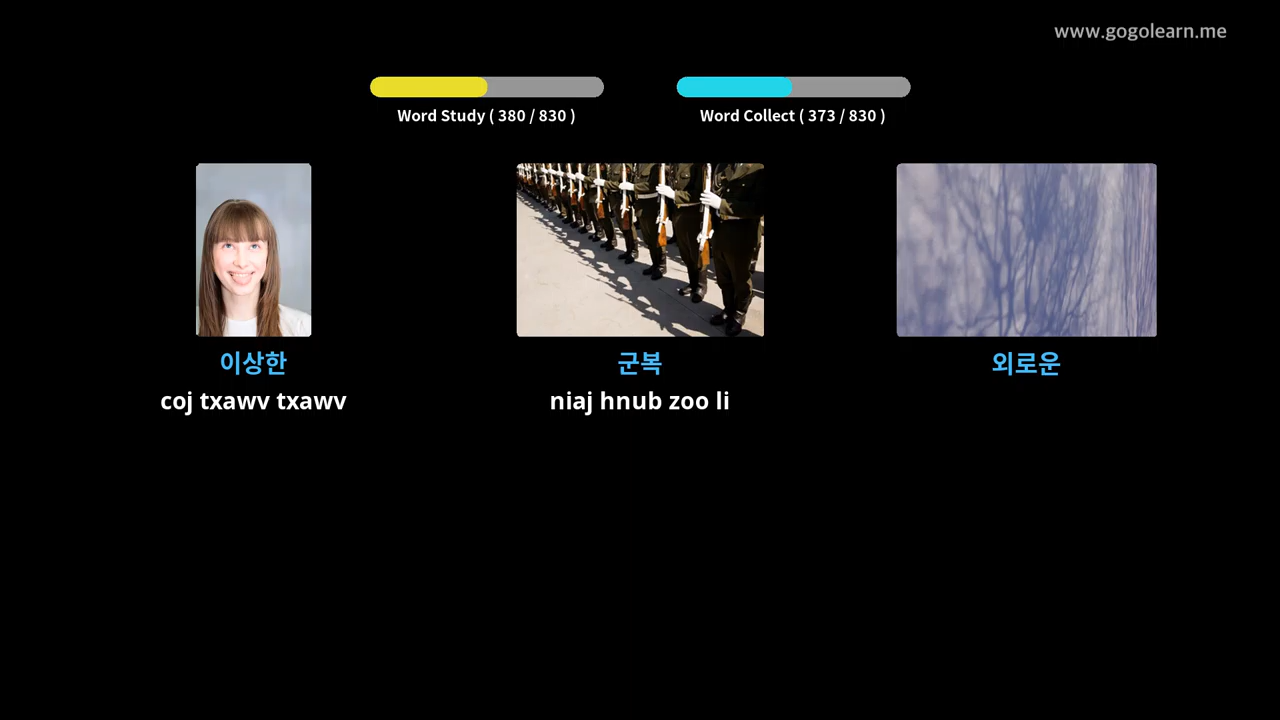 www.gogolearn.me
Word Study ( 380 / 830 )
Word Collect ( 373 / 830 )
이상한
군복
외로운
coj txawv txawv
niaj hnub zoo li